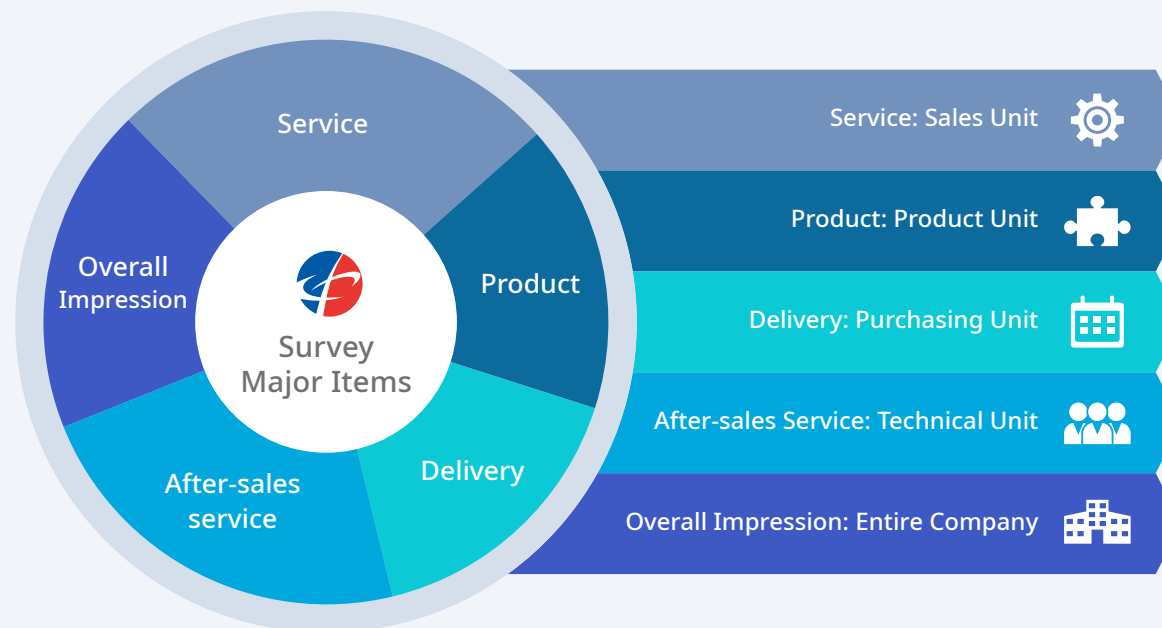 Service
Product
Delivery
After-sales
service
Overall
Impression
Survey
Major Items
Service: Sales Unit
Product: Product Unit
Delivery: Purchasing Unit
After-sales Service: Technical Unit
Overall Impression: Entire Company